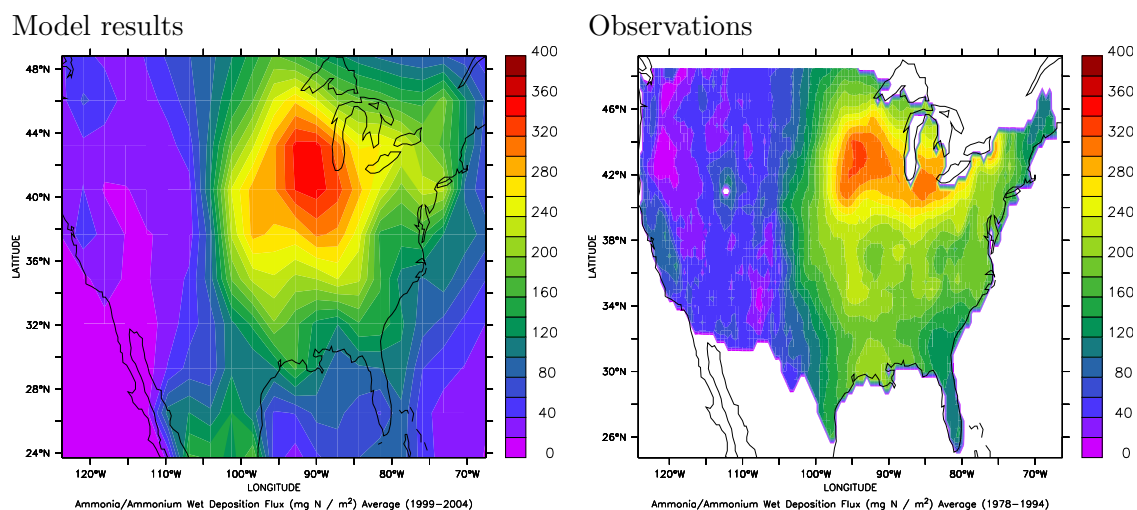 Model results
Observations
48°N
44°N
40°N
36°N
32°N
28°N
24°N
LATITUDE
120°W 110°W 100°W 90°W 80°W 70°W
LONGITUDE
400
360
320
280
240
200
160
120
80
40
0
Ammonia/Ammonium Wet Deposition Flux (mg N / m²) Average (1999-2004)
46°N
42°N
38°N
34°N
30°N
26°N
LATITUDE
120°W 110°W 100°W 90°W 80°W 70°W
LONGITUDE
400
360
320
280
240
200
160
120
80
40
0
Ammonia/Ammonium Wet Deposition Flux (mg N / m²) Average (1978-1994)